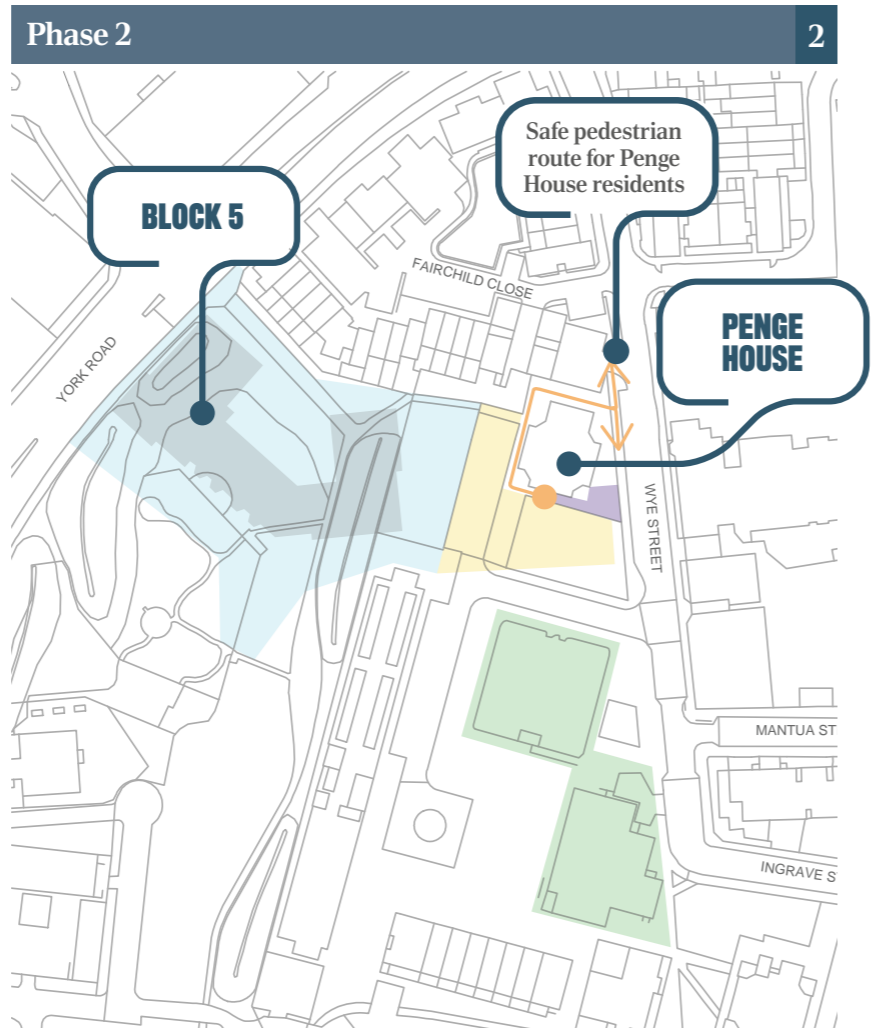 Phase 2
2
Safe pedestrian
route for Penge
House residents
BLOCK 5
FAIRCHILD CLOSE
PENGE
HOUSE
YORK ROAD
WYE STREET
MANTUA ST
INGRAVE S